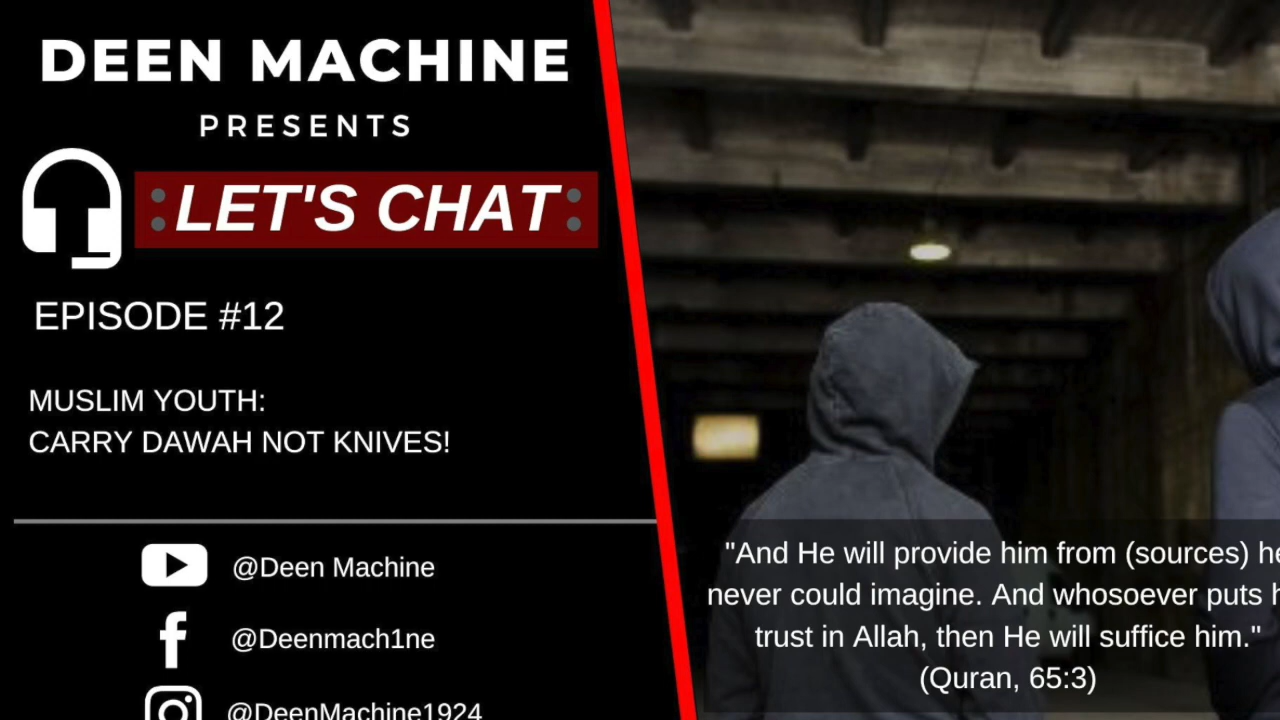 DEEN MACHINE
PRESENTS
LET'S CHAT
EPISODE #12
MUSLIM YOUTH:
CARRY DAWAH NOT KNIVES!
@Deen Machine
@Deenmach1ne
@DeenMachine1924
"And He will provide him from (sources) he
never could imagine. And whosoever puts h
trust in Allah, then He will suffice him."
(Quran, 65:3)